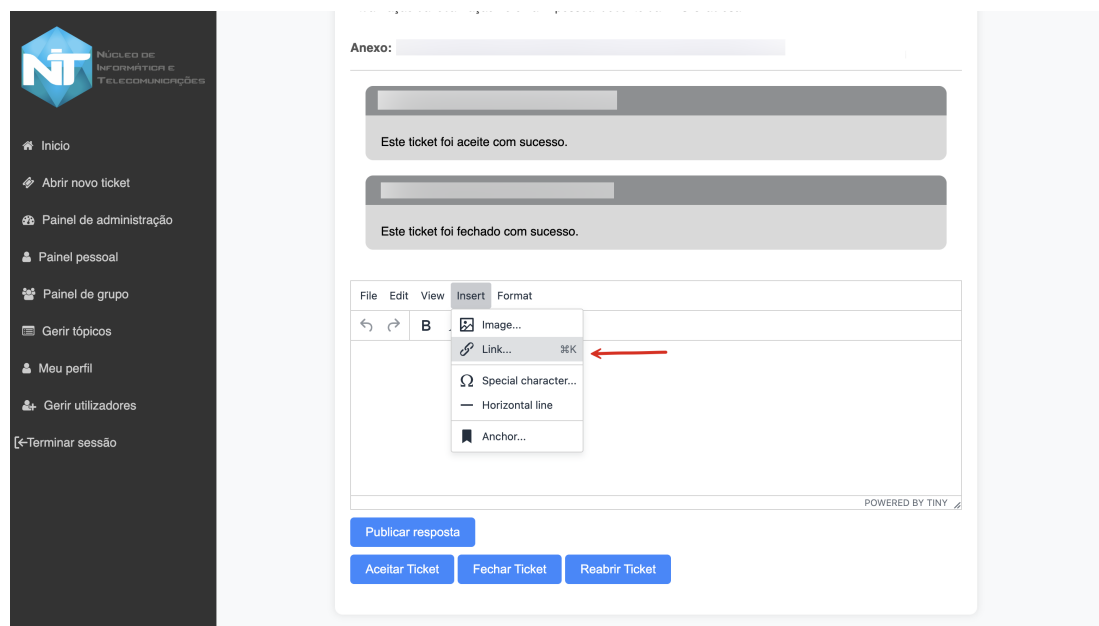 NIT
Núcleo de
Informática e
Telecomunicações
Inicio
Abrir novo ticket
Painel de administração
Painel pessoal
Painel de grupo
Gerir tópicos
Meu perfil
Gerir utilizadores
Terminar sessão
Anexo:
Este ticket foi aceite com sucesso.
Este ticket foi fechado com sucesso.
File Edit View Insert Format
B
Image...
Link... ⌘K
Special character...
Horizontal line
Anchor...
POWERED BY TINY
Publicar resposta
Aceitar Ticket Fechar Ticket Reabrir Ticket